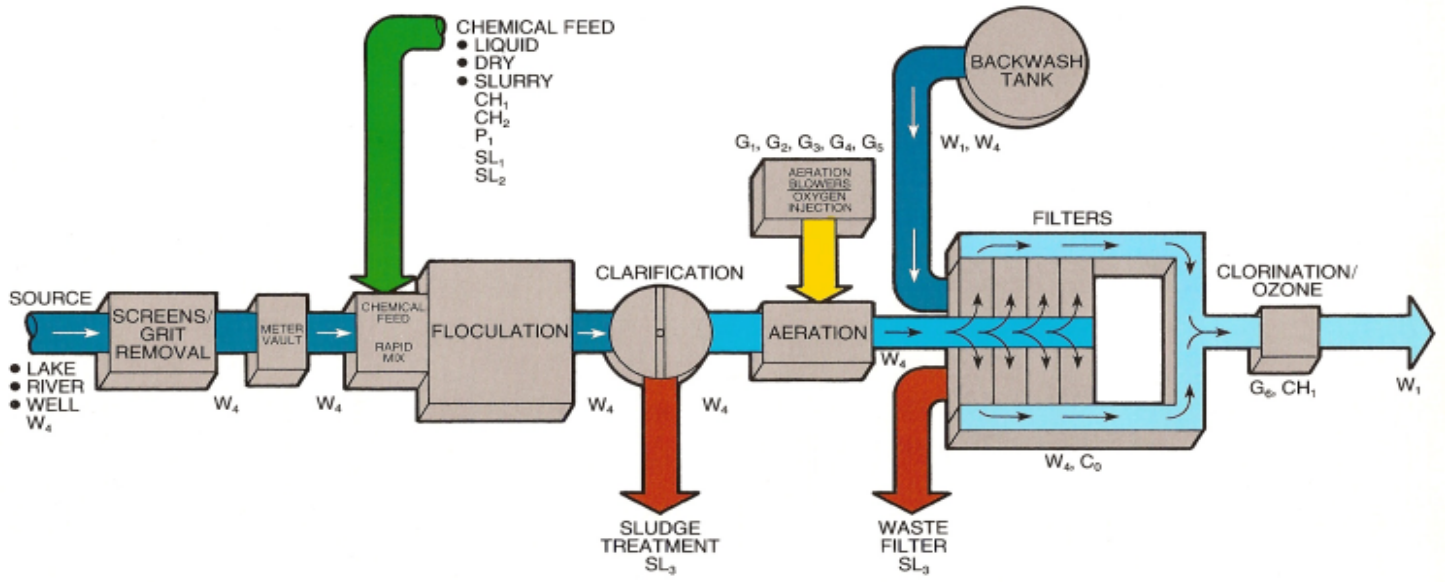 CHEMICAL FEED
● LIQUID
● DRY
● SLURRY
CH₁
CH₂
P₁
SL₁
SL₂
BACKWASH
TANK
W₁, W₄
G₁, G₂, G₃, G₄, G₅
AERATION
BLOWERS
OXYGEN
INJECTION
FILTERS
CLARIFICATION
CLORINATION/
OZONE
SOURCE
● LAKE
● RIVER
● WELL
W₄
SCREENS/
GRIT
REMOVAL
W₄
METER
VAULT
W₄
CHEMICAL
FEED
RAPID
MIX
FLOCULATION
W₄
W₄
AERATION
W₄
G₆, CH₁
W₁
W₄, C₀
SLUDGE
TREATMENT
SL₃
WASTE
FILTER
SL₃